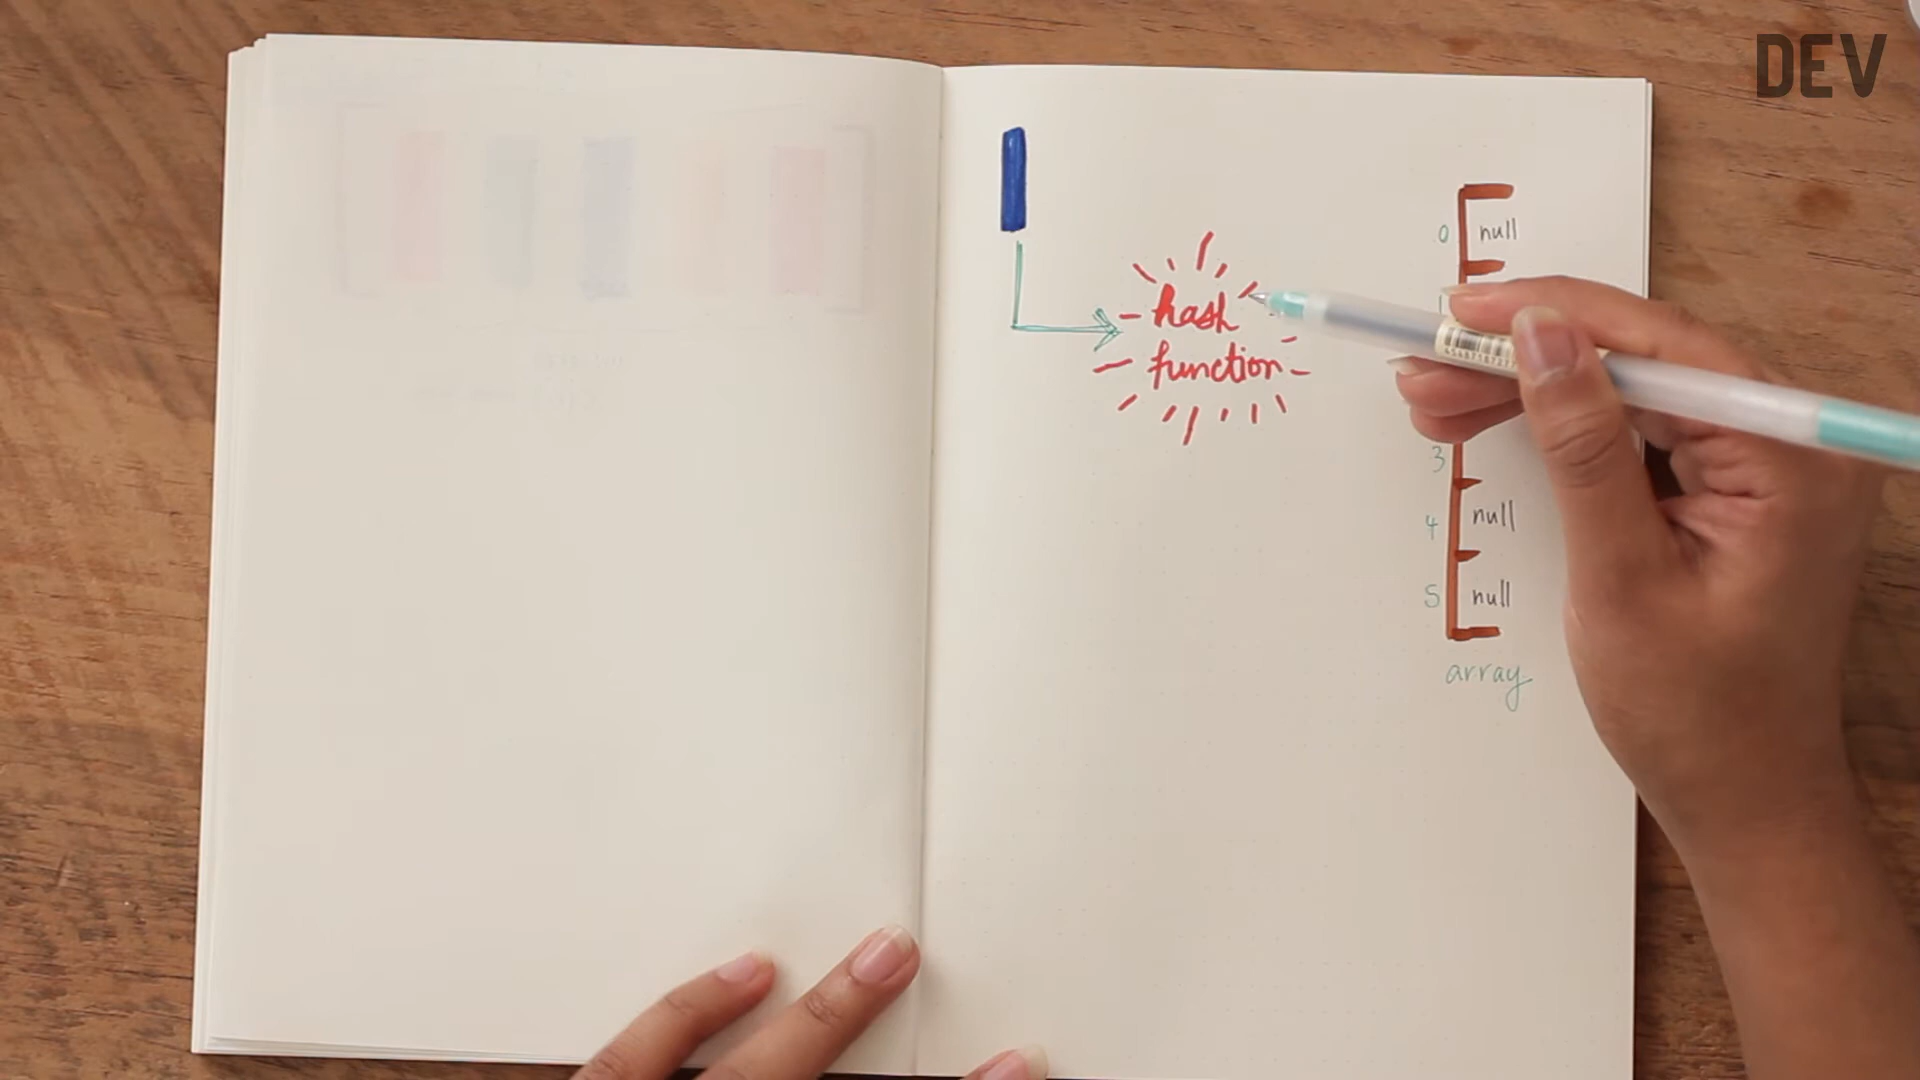 DEV
0 null
hash
function
3
4 null
5 null
array